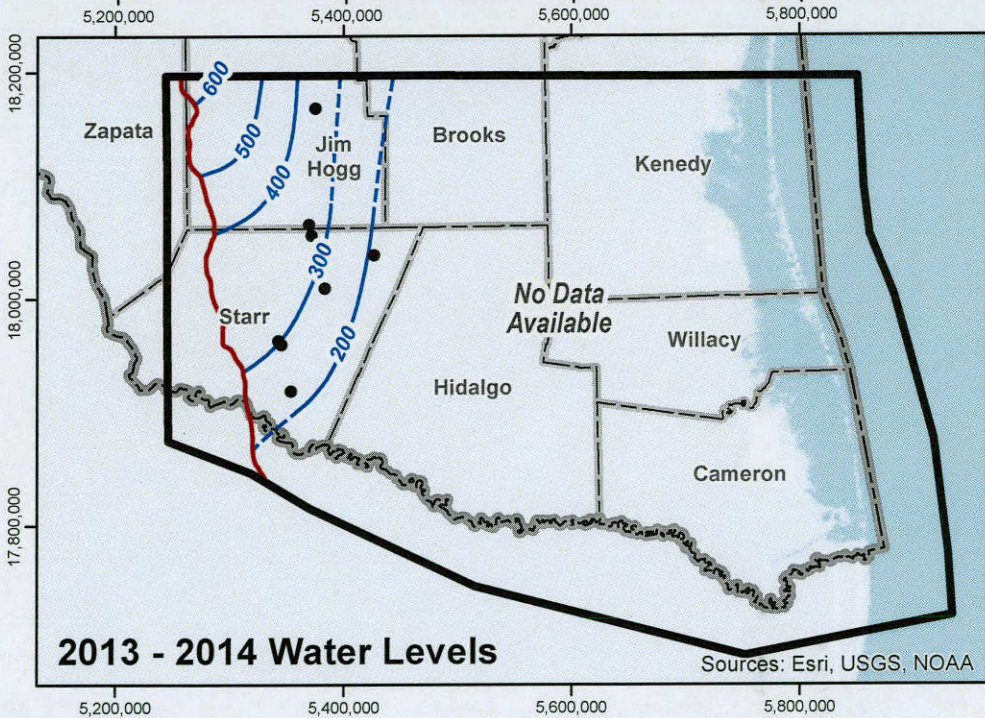 5,200,000
5,400,000
5,600,000
5,800,000
18,200,000
18,000,000
17,800,000
600
Zapata
500
Jim
Hogg
Brooks
Kenedy
400
300
Starr
200
No Data
Available
Willacy
Hidalgo
Cameron
2013 - 2014 Water Levels
Sources: Esri, USGS, NOAA
5,200,000
5,400,000
5,600,000
5,800,000